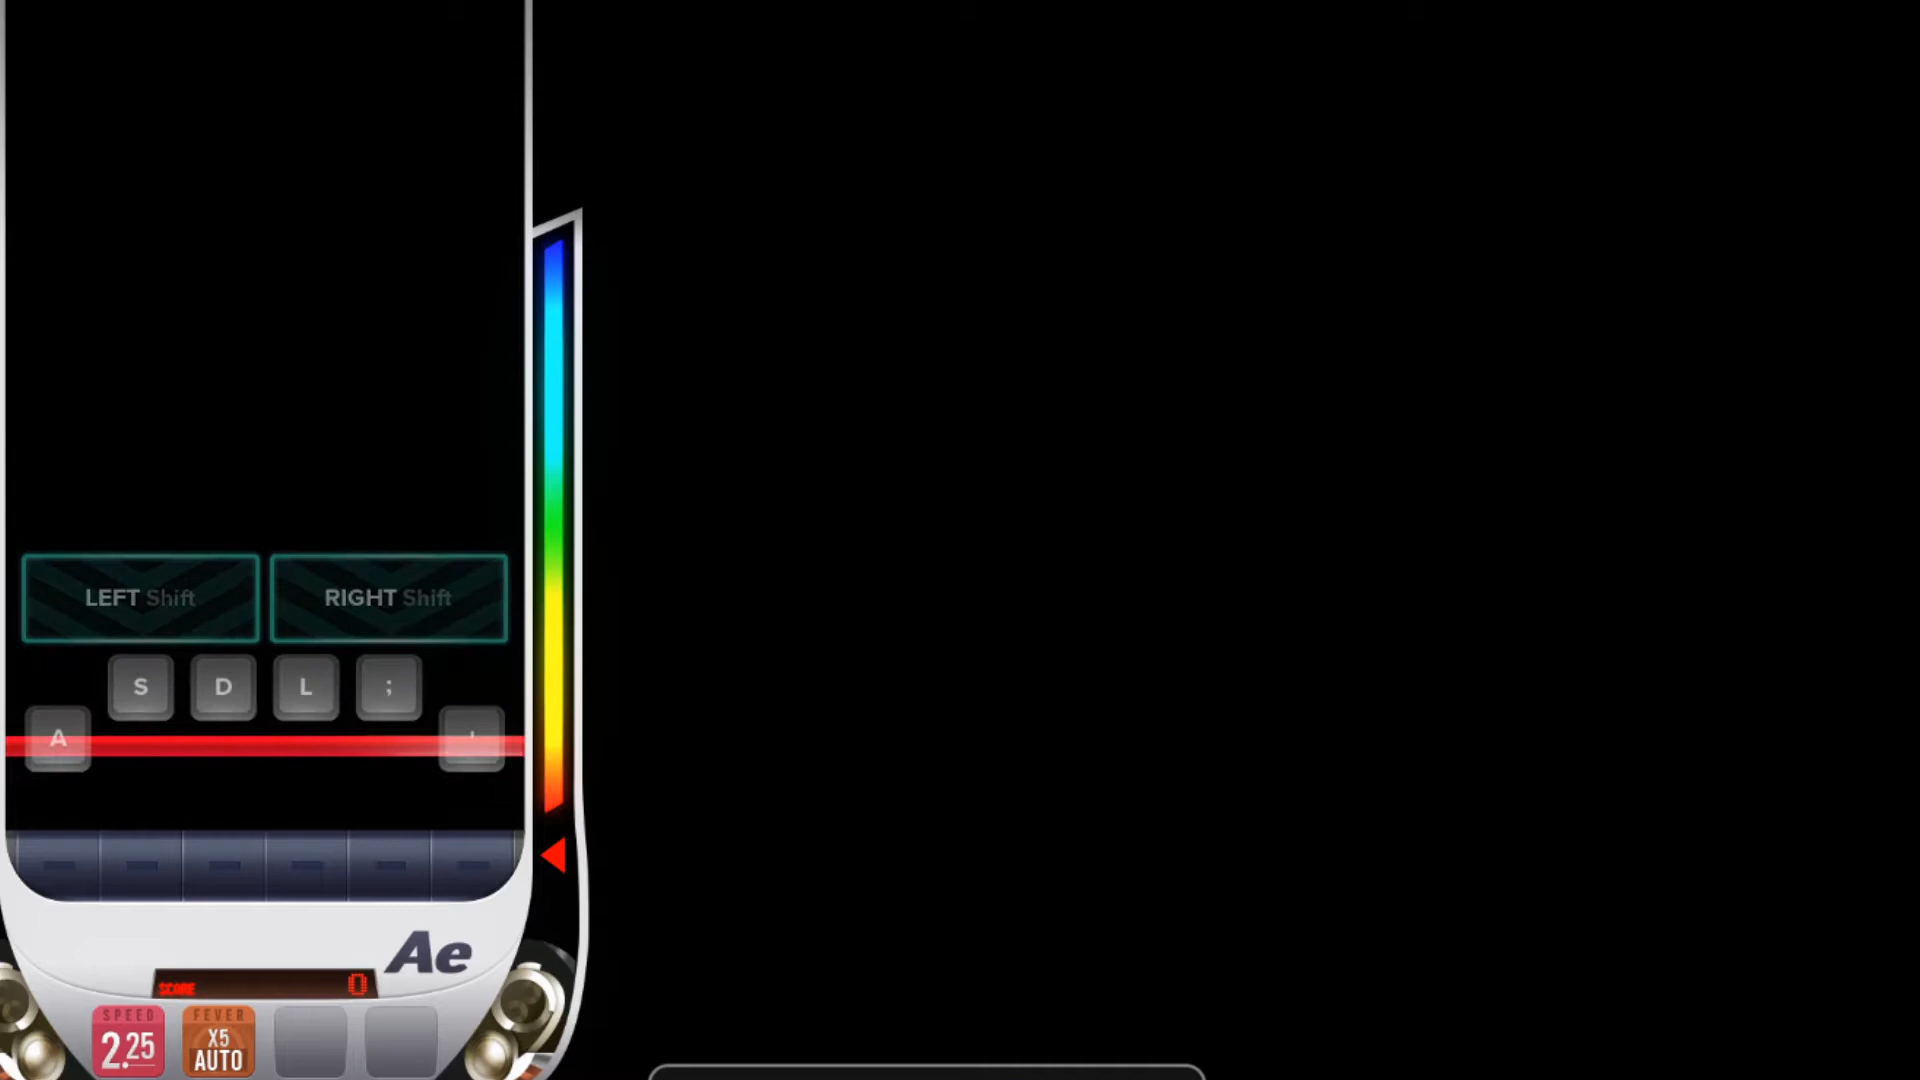 LEFT Shift RIGHT Shift
S D L ;
A '
Ae
SCORE 0
SPEED FEVER
2.25 X5
AUTO